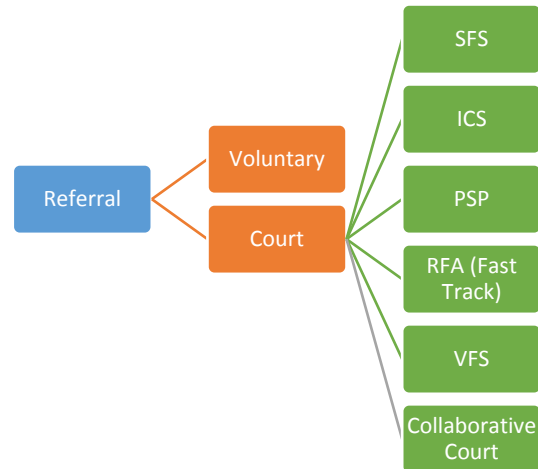 Referral
Voluntary
Court
SFS
ICS
PSP
RFA (Fast
Track)
VFS
Collaborative
Court